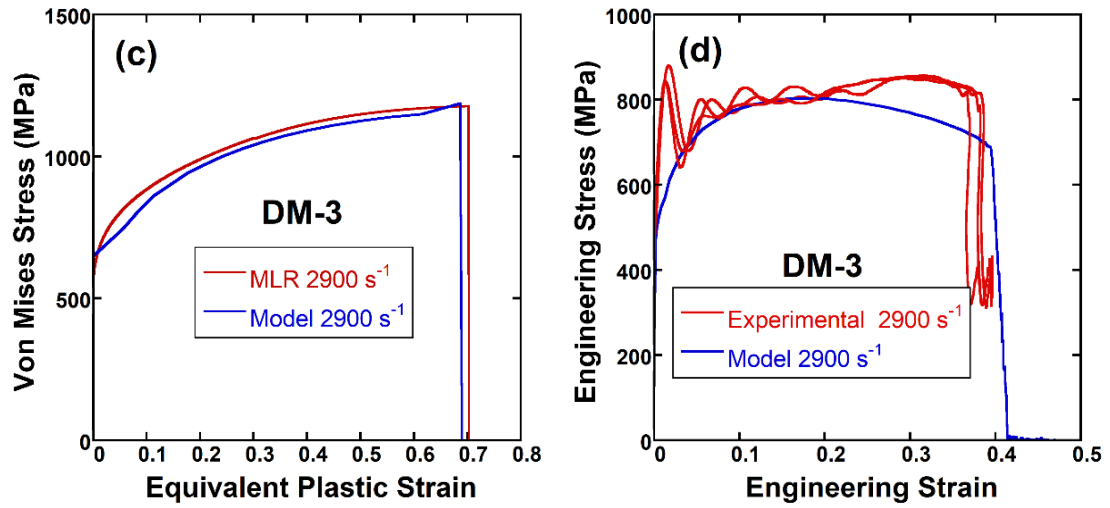 (c)
Von Mises Stress (MPa)
1500
1000
500
0
DM-3
MLR 2900 s⁻¹
Model 2900 s⁻¹
0 0.1 0.2 0.3 0.4 0.5 0.6 0.7 0.8
Equivalent Plastic Strain
(d)
Engineering Stress (MPa)
1000
800
600
400
800
0
DM-3
Experimental 2900 s⁻¹
Model 2900 s⁻¹
0 0.1 0.2 0.3 0.4 0.5
Engineering Strain